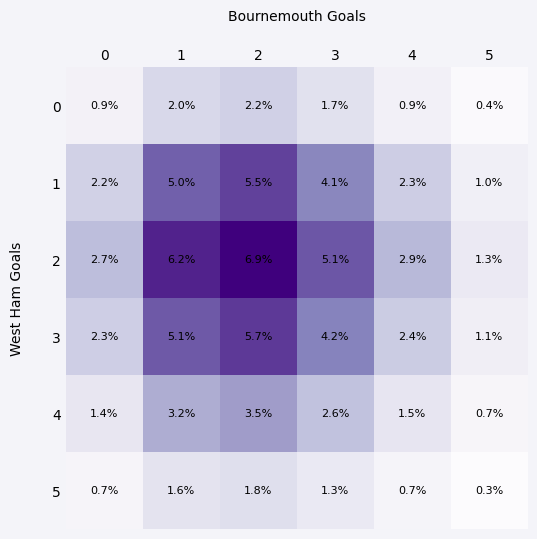 Bournemouth Goals
0 1 2 3 4 5
0 0.9% 2.0% 2.2% 1.7% 0.9% 0.4%
1 2.2% 5.0% 5.5% 4.1% 2.3% 1.0%
2 2.7% 6.2% 6.9% 5.1% 2.9% 1.3%
3 2.3% 5.1% 5.7% 4.2% 2.4% 1.1%
4 1.4% 3.2% 3.5% 2.6% 1.5% 0.7%
5 0.7% 1.6% 1.8% 1.3% 0.7% 0.3%
West Ham Goals